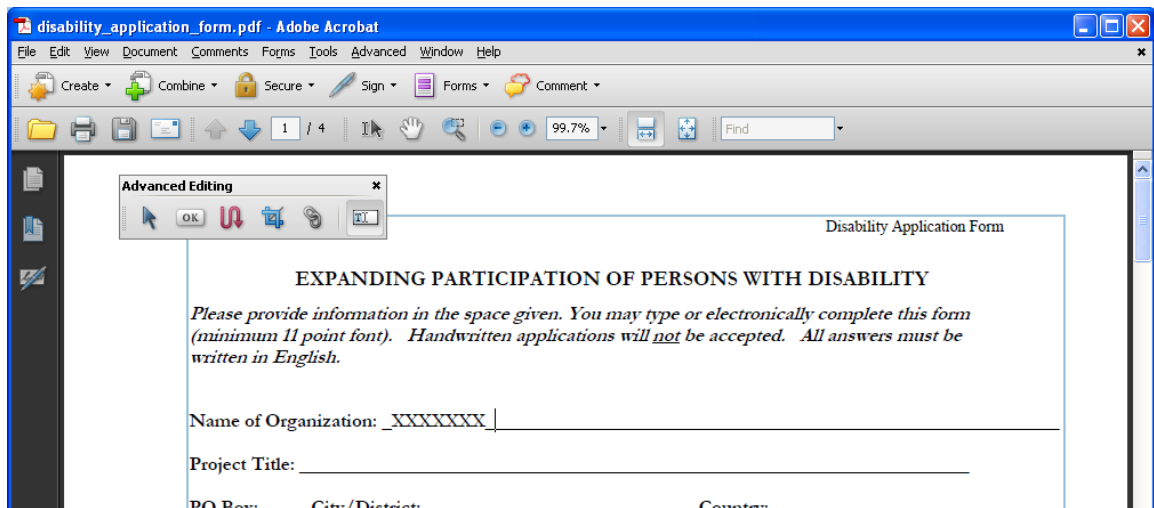 disability_application_form.pdf - Adobe Acrobat
File Edit View Document Comments Forms Tools Advanced Window Help
Create Combine Secure Sign Forms Comment
1 / 4 99.7% Find
Advanced Editing
OK T
Disability Application Form
EXPANDING PARTICIPATION OF PERSONS WITH DISABILITY
Please provide information in the space given. You may type or electronically complete this form
(minimum 11 point font). Handwritten applications will not be accepted. All answers must be
written in English.
Name of Organization: _XXXXXXX_
Project Title:
PO Box: City/District: Country: